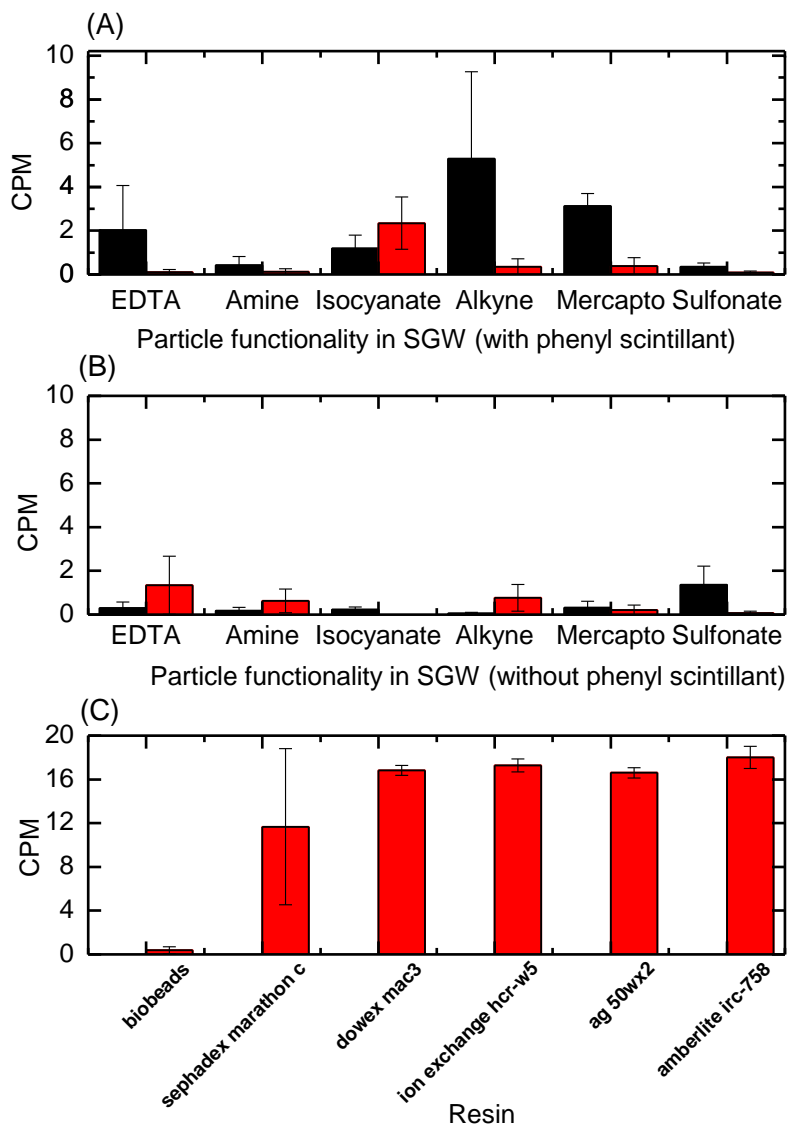 (A)
10
8
6
4
2
0
CPM
EDTA Amine Isocyanate Alkyne Mercapto Sulfonate
Particle functionality in SGW (with phenyl scintillant)
(B)
10
8
6
4
2
0
CPM
EDTA Amine Isocyanate Alkyne Mercapto Sulfonate
Particle functionality in SGW (without phenyl scintillant)
(C)
20
16
12
8
4
0
CPM
biobeads
sephadex marathon c
dowex mac3
ion exchange hcr-w5
ag 50wx2
amberlite irc-758
Resin